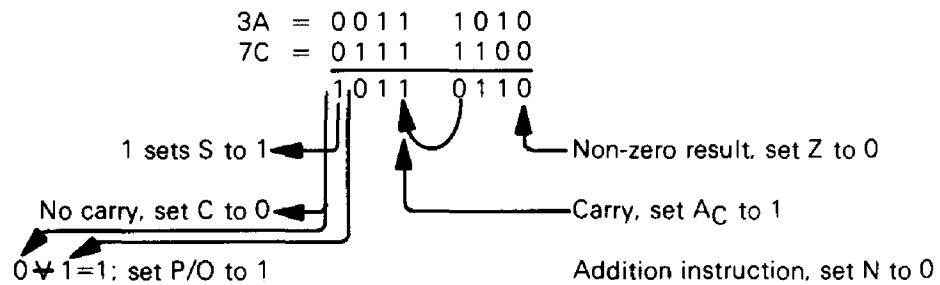 3A = 0011 1010
7C = 0111 1100
1011 0110
1 sets S to 1
Non-zero result, set Z to 0
No carry, set C to 0
Carry, set AC to 1
0 ⊻ 1=1; set P/O to 1
Addition instruction, set N to 0